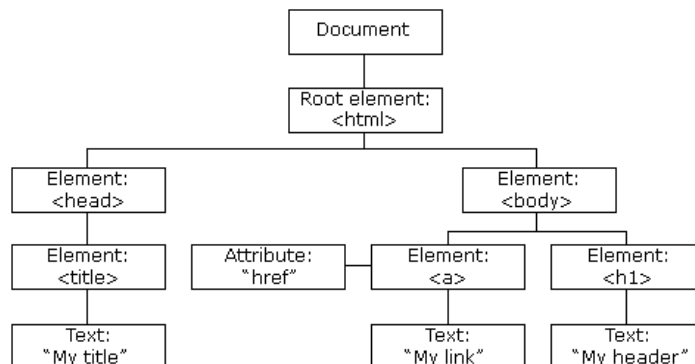 Document
Root element:
<html>
Element:
<head>
Element:
<body>
Element:
<title>
Attribute:
“href”
Element:
<a>
Element:
<h1>
Text:
“My title”
Text:
“My link”
Text:
“My header”